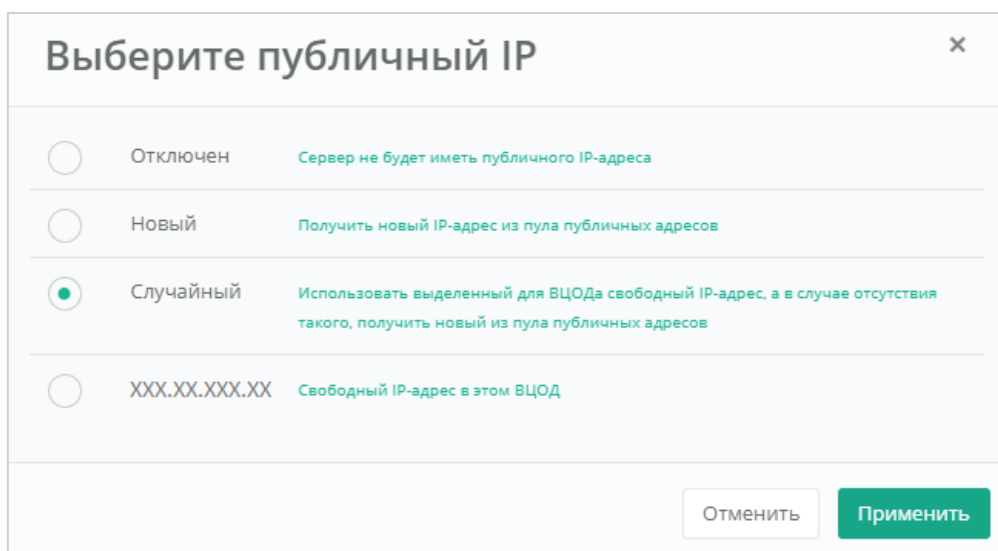 Выберите публичный IP
×
Отключен Сервер не будет иметь публичного IP-адреса
Новый Получить новый IP-адрес из пула публичных адресов
Случайный Использовать выделенный для ВЦОДа свободный IP-адрес, а в случае отсутствия
такого, получить новый из пула публичных адресов
XXX.XX.XXX.XX Свободный IP-адрес в этом ВЦОД
Отменить Применить